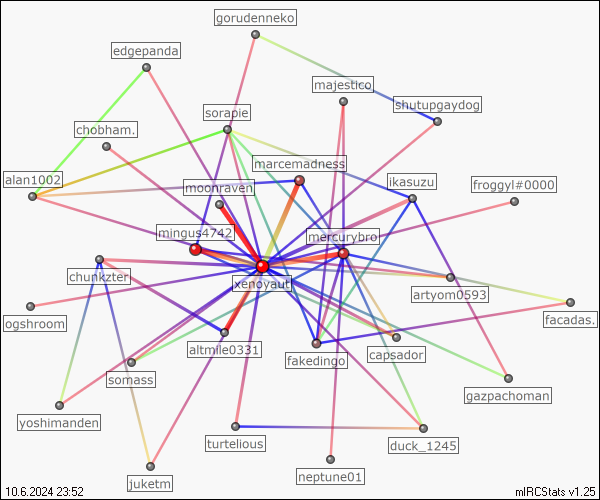 gorudenneko
edgepanda
majestico
shutupgaydog
sorapie
chobham.
marcemadness
alan1002
moonraven
ikasuzu
froggyl#0000
mingus4742
mercurybro
chunkzter
xenoyaut
artyom0593
ogshroom
facadas.
altmile0331
fakedingo
capsador
somass
gazpachoman
yoshimanden
turtelious
duck_1245
neptune01
juketm
10.6.2024 23:52
mIRCStats v1.25